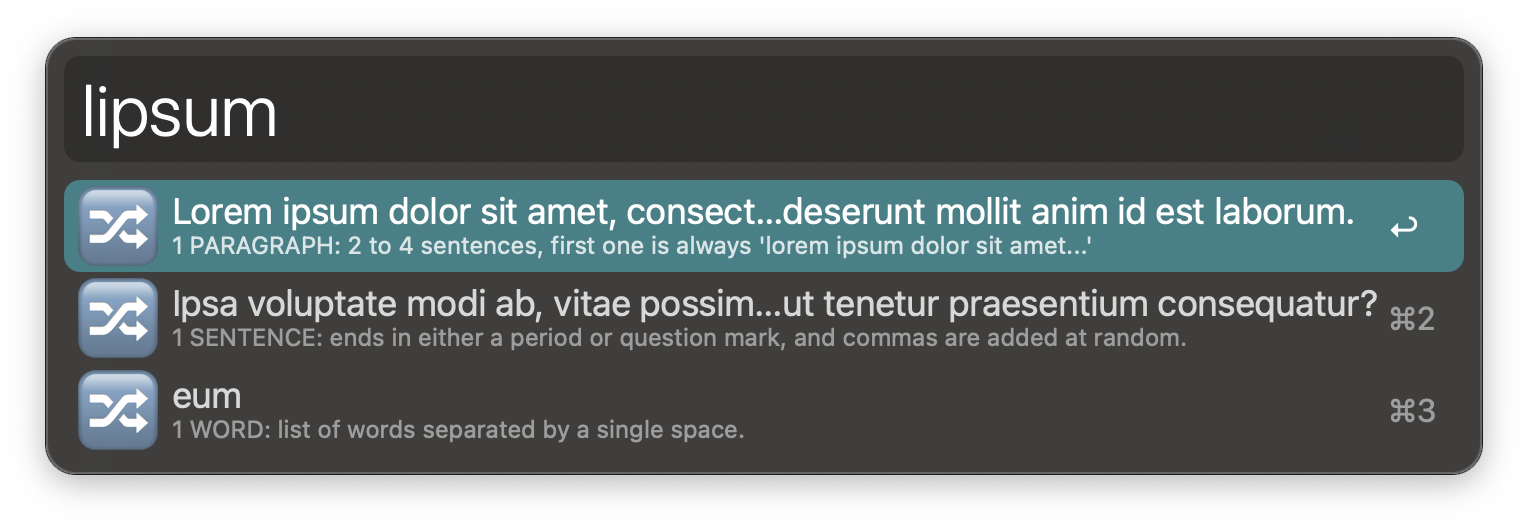 lipsum
Lorem ipsum dolor sit amet, consect...deserunt mollit anim id est laborum.
1 PARAGRAPH: 2 to 4 sentences, first one is always 'lorem ipsum dolor sit amet...'
Ipsa voluptate modi ab, vitae possim...ut tenetur praesentium consequatur?
⌘2
1 SENTENCE: ends in either a period or question mark, and commas are added at random.
eum
⌘3
1 WORD: list of words separated by a single space.